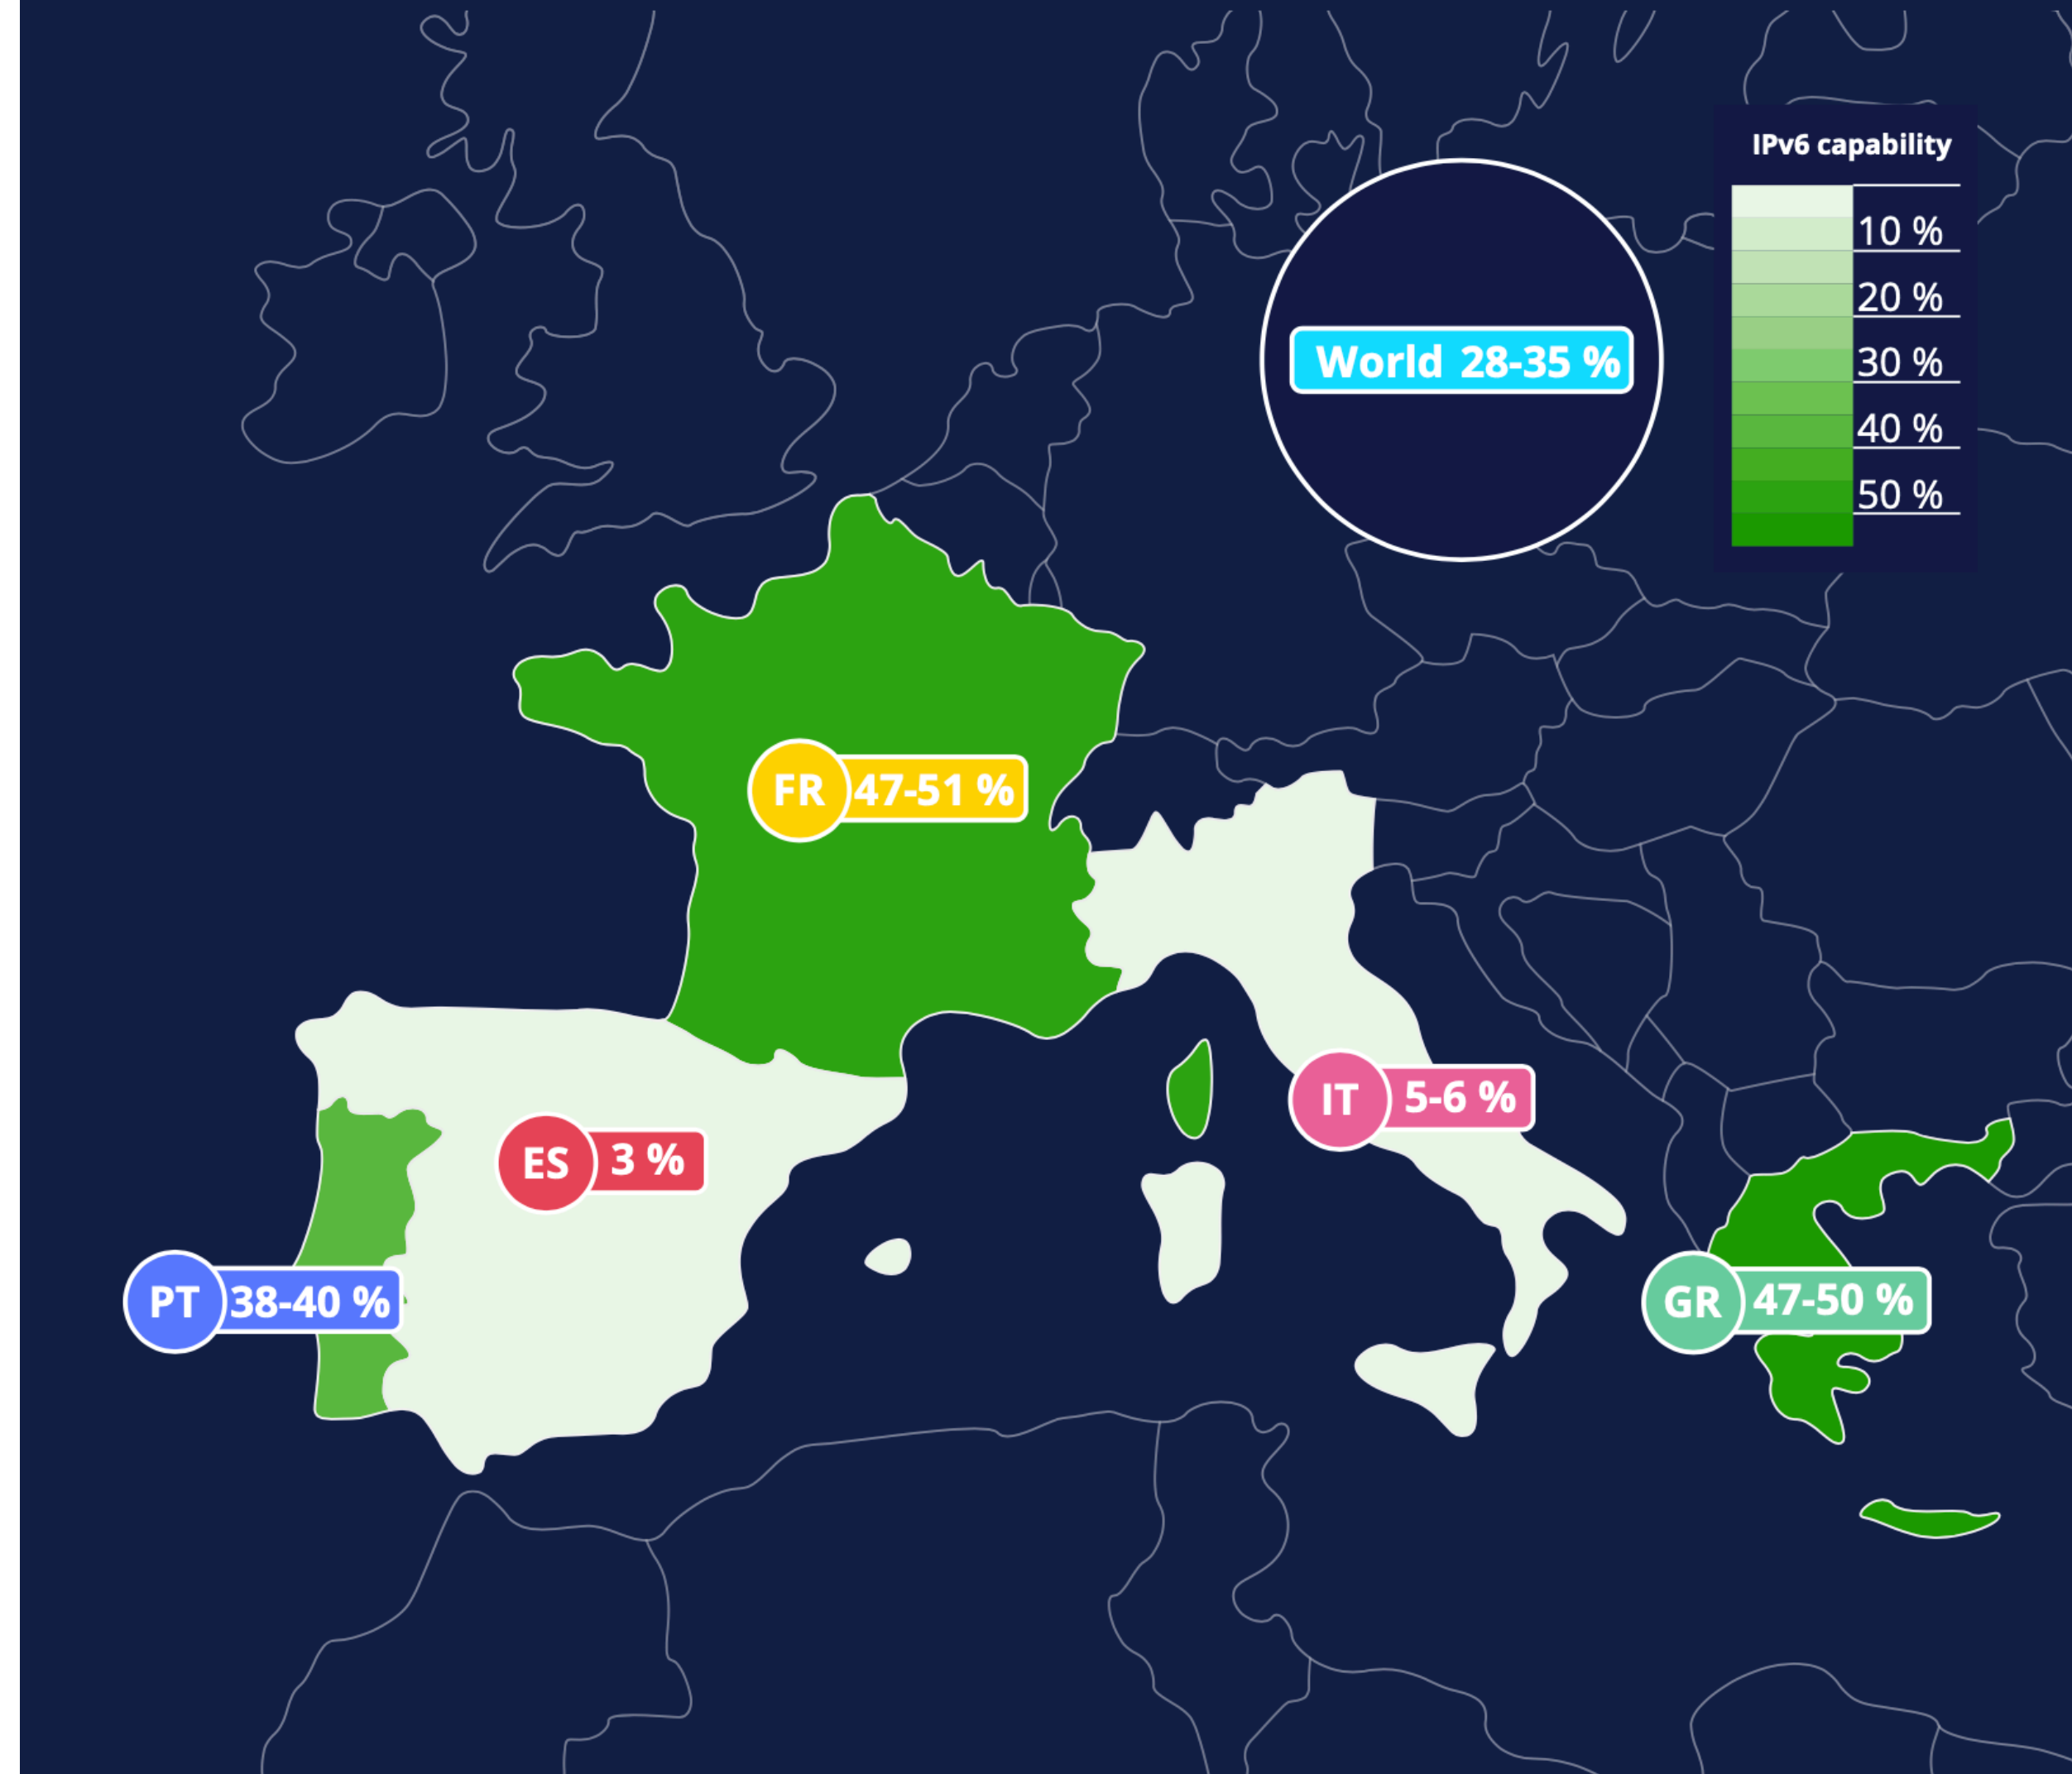 IPv6 capability
10 %
20 %
30 %
40 %
50 %
World 28-35 %
FR 47-51 %
IT 5-6 %
ES 3 %
PT 38-40 %
GR 47-50 %